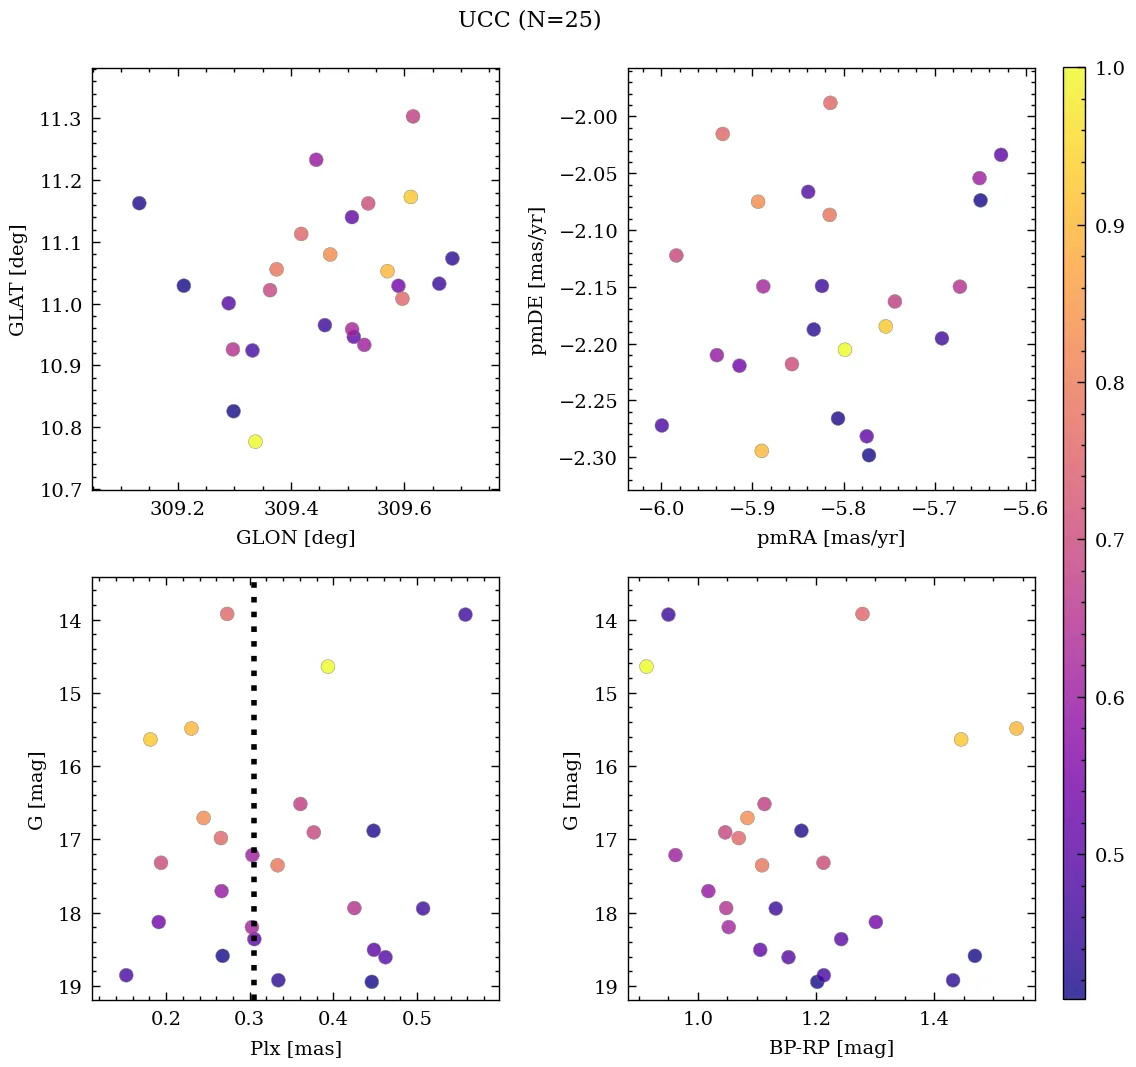 UCC (N=25)
11.3
11.2
11.1
11.0
10.9
10.8
10.7
GLAT [deg]
309.2 309.4 309.6
GLON [deg]
−2.00
−2.05
−2.10
−2.15
−2.20
−2.25
−2.30
pmDE [mas/yr]
−6.0 −5.9 −5.8 −5.7 −5.6
pmRA [mas/yr]
14
15
16
17
18
19
G [mag]
0.2 0.3 0.4 0.5
Plx [mas]
14
15
16
17
18
19
G [mag]
1.0 1.2 1.4
BP-RP [mag]
1.0
0.9
0.8
0.7
0.6
0.5